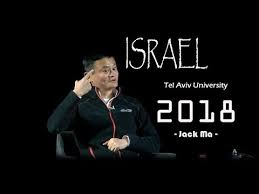 ISRAEL
Tel Aviv University
2018
- Jack Ma -